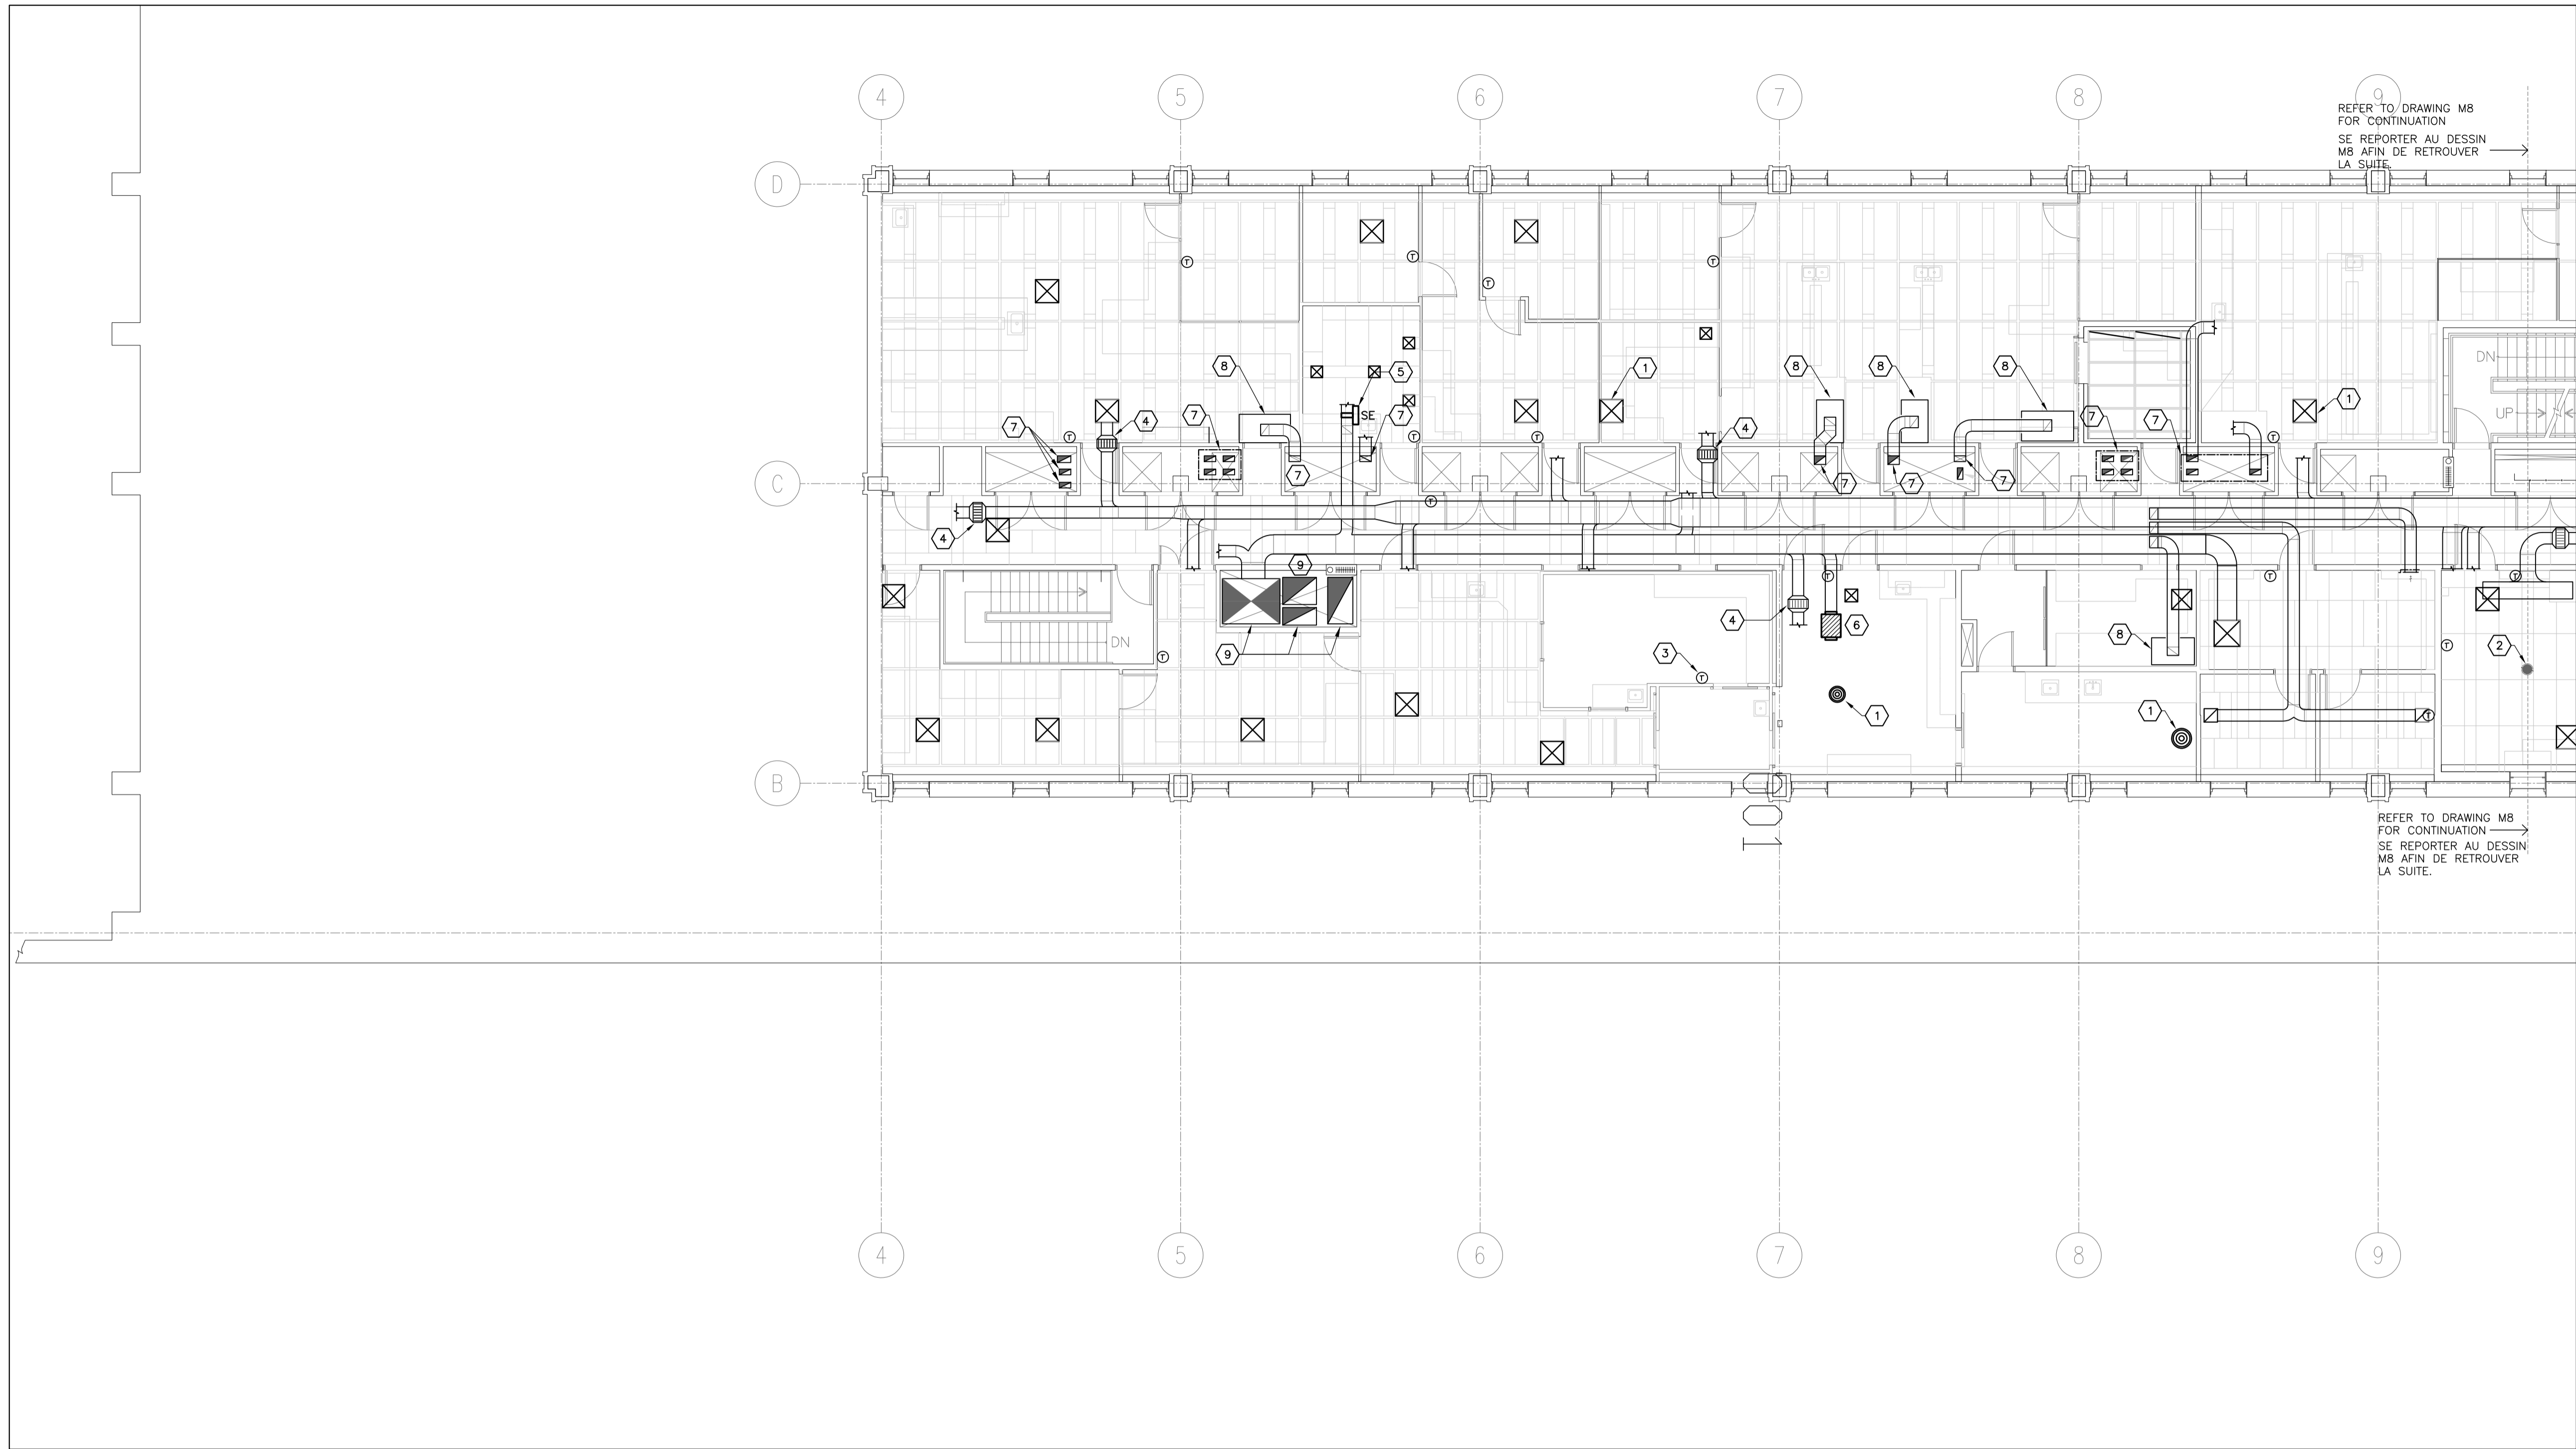 4
5
6
7
8
9
REFER TO DRAWING M8
FOR CONTINUATION
SE REPORTER AU DESSIN
M8 AFIN DE RETROUVER
LA SUITE.
D
T
T
T
T
T
8
1
8
8
8
DN
5
1
SE
UP
7
4
7
7
4
7
7
T
T
T
T
C
7
7
7
7
T
4
9
T
T
T
4
6
4
8
DN
9
3
T
T
T
2
1
1
T
B
100
REFER TO DRAWING M8
FOR CONTINUATION
SE REPORTER AU DESSIN
M8 AFIN DE RETROUVER
LA SUITE.
4
5
6
7
8
9